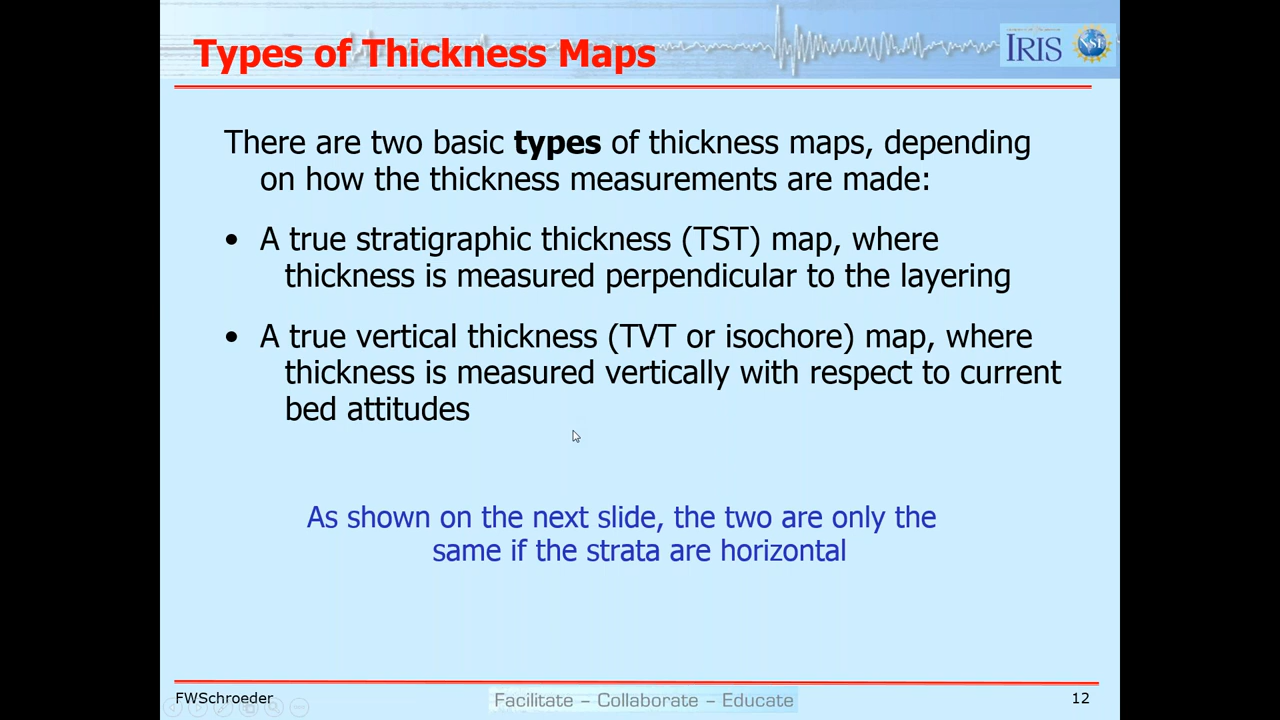 Types of Thickness Maps
IRIS
NSF
There are two basic types of thickness maps, depending
on how the thickness measurements are made:
• A true stratigraphic thickness (TST) map, where
thickness is measured perpendicular to the layering
• A true vertical thickness (TVT or isochore) map, where
thickness is measured vertically with respect to current
bed attitudes
As shown on the next slide, the two are only the
same if the strata are horizontal
FWSchroeder
Facilitate – Collaborate – Educate
12